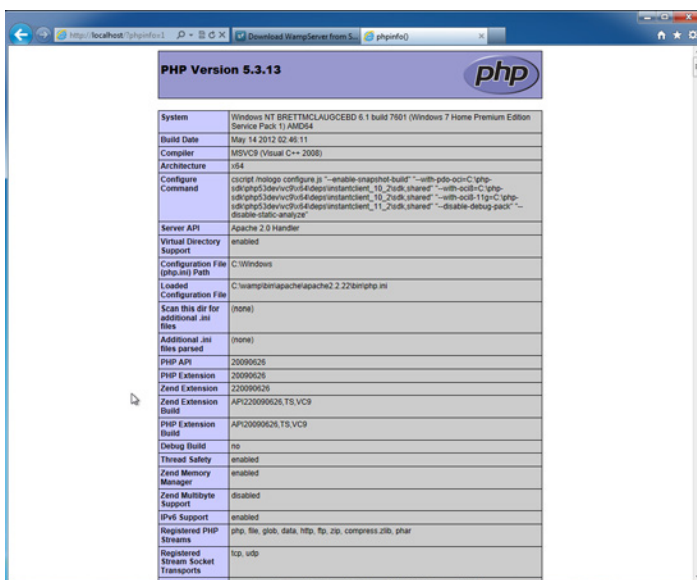 http://localhost/?phpinfo=1
Download WampServer from S...
phpinfo()
PHP Version 5.3.13
php
System
Windows NT BRETTMCLAUGCEBD 6.1 build 7601 (Windows 7 Home Premium Edition
Service Pack 1) AMD64
Build Date
May 14 2012 02:46:11
Compiler
MSVC9 (Visual C++ 2008)
Architecture
x64
Configure
Command
cscript /nologo configure.js "--enable-snapshot-build" "--with-pdo-oci=C:\php-
sdk\php53dev\vc9\x64\deps\instantclient_10_2\sdk,shared" "--with-oci8=C:\php-
sdk\php53dev\vc9\x64\deps\instantclient_10_2\sdk,shared" "--with-oci8-11g=C:\php-
sdk\php53dev\vc9\x64\deps\instantclient_11_2\sdk,shared" "--disable-debug-pack" "--
disable-static-analyze"
Server API
Apache 2.0 Handler
Virtual Directory
Support
enabled
Configuration File
(php.ini) Path
C:\Windows
Loaded
Configuration File
C:\wamp\bin\apache\apache2.2.22\bin\php.ini
Scan this dir for
additional .ini
files
(none)
Additional .ini
files parsed
(none)
PHP API
20090626
PHP Extension
20090626
Zend Extension
220090626
Zend Extension
Build
API220090626,TS,VC9
PHP Extension
Build
API20090626,TS,VC9
Debug Build
no
Thread Safety
enabled
Zend Memory
Manager
enabled
Zend Multibyte
Support
disabled
IPv6 Support
enabled
Registered PHP
Streams
php, file, glob, data, http, ftp, zip, compress.zlib, phar
Registered
Stream Socket
Transports
tcp, udp